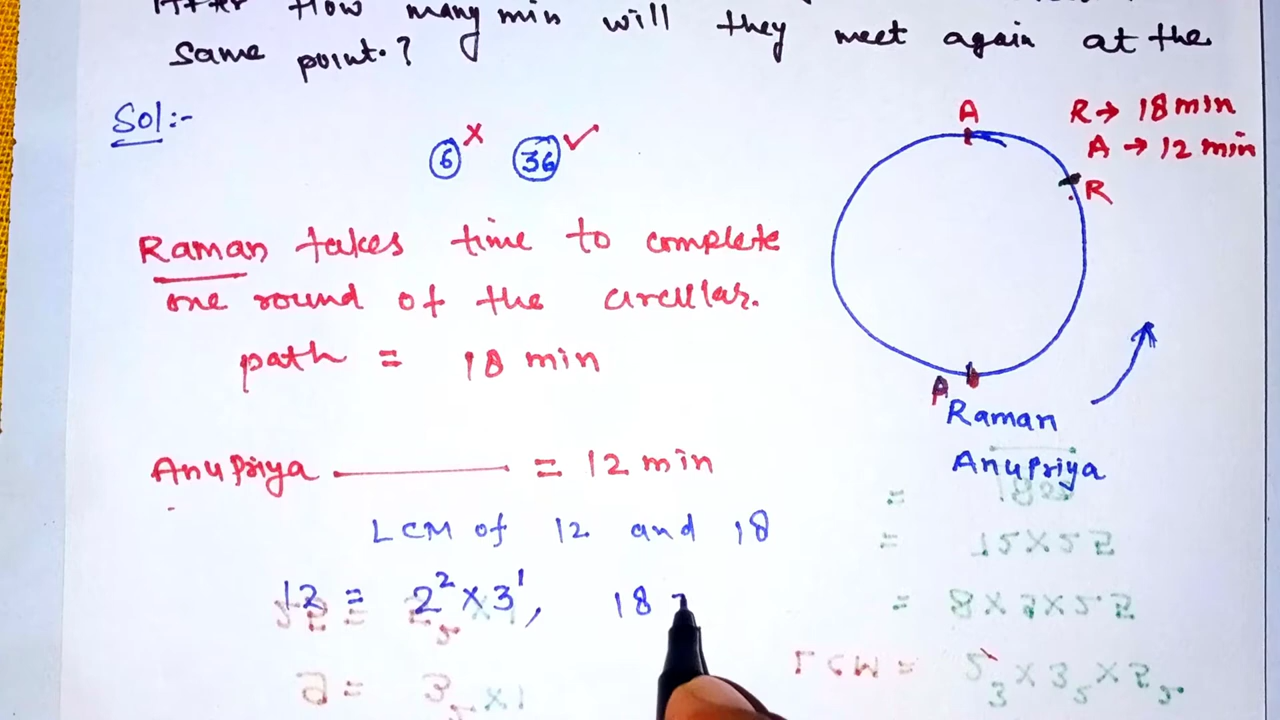 After How many min will they meet again at the
same point.?
Sol:-
6 × 36 ✓
A
R → 18 min
A → 12 min
R
Raman takes time to complete
one round of the circular.
path = 18 min
A
Raman
Anupriya
Anupriya ——— = 12 min
LCM of 12 and 18
12 = 2² × 3¹, 18 =